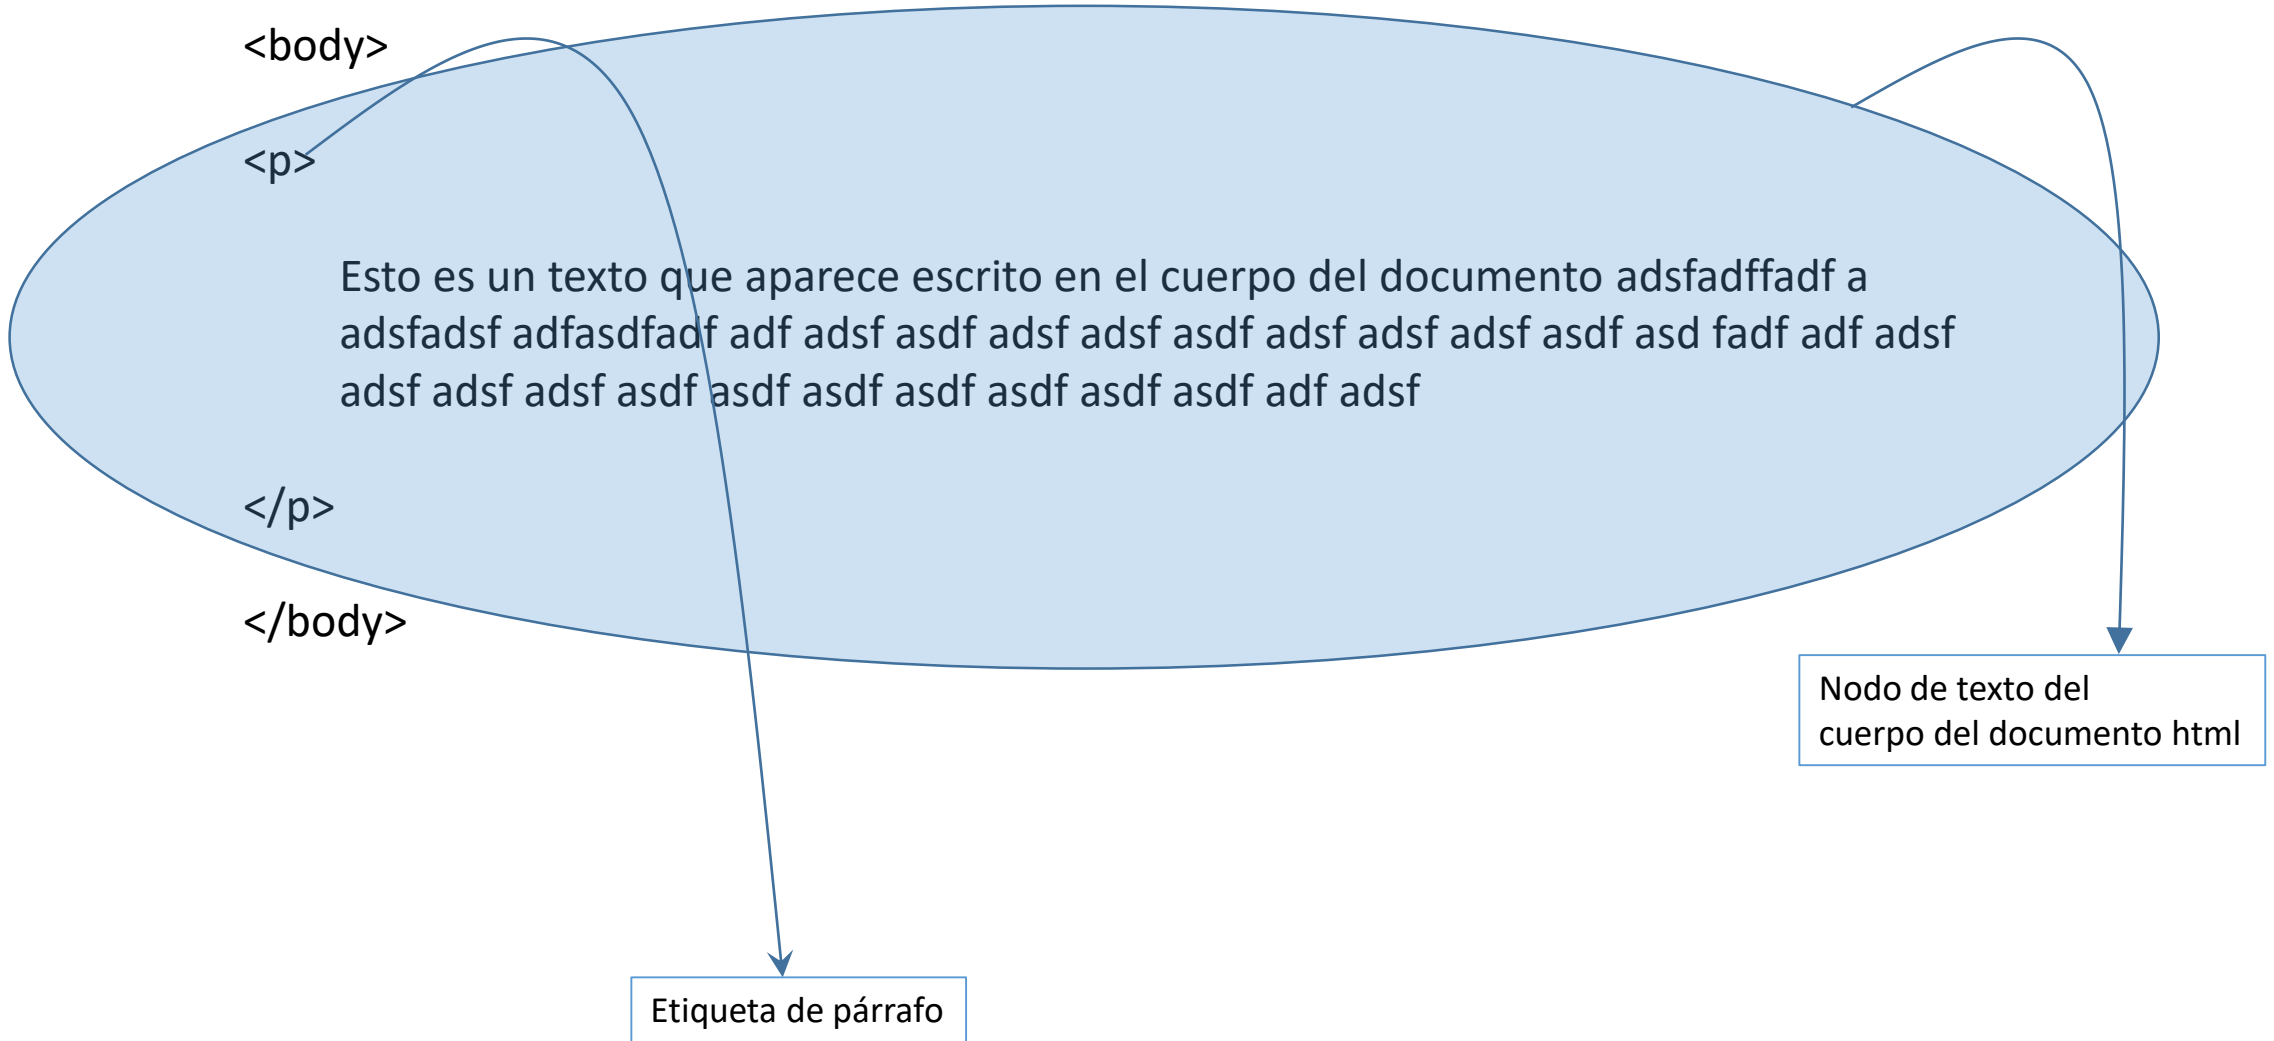 <body>
<p>
Esto es un texto que aparece escrito en el cuerpo del documento adsfadffadf a
adsfadsf adfasdfadf adf adsf asdf adsf adsf asdf adsf adsf adsf asdf asd fadf adf adsf
adsf adsf adsf asdf asdf asdf asdf asdf asdf asdf adf adsf
</p>
</body>
Nodo de texto del
cuerpo del documento html
Etiqueta de párrafo